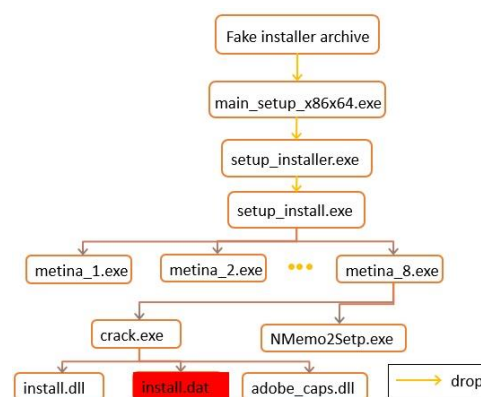 Fake installer archive
main_setup_x86x64.exe
setup_installer.exe
setup_install.exe
metina_1.exe
metina_2.exe
metina_8.exe
crack.exe
NMemo2Setp.exe
install.dll
install.dat
adobe_caps.dll
drop